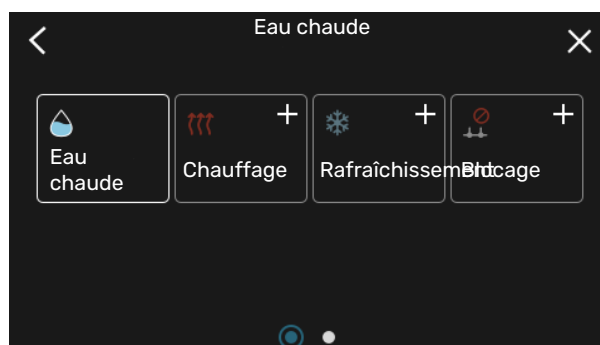 Eau chaude
Eau
chaude
Chauffage
Rafraîchissement
Blocage